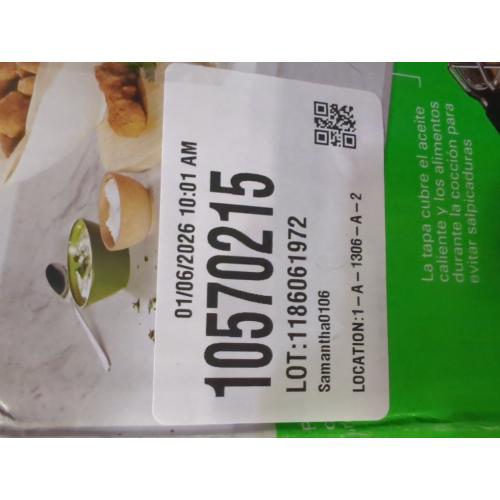 01/06/2026 10:01 AM
10570215
LOT:1186061972
Samantha0106
LOCATION:1-A-1306-A-2
La tapa cubre el aceite
caliente y los alimentos
durante la cocción para
evitar salpicaduras